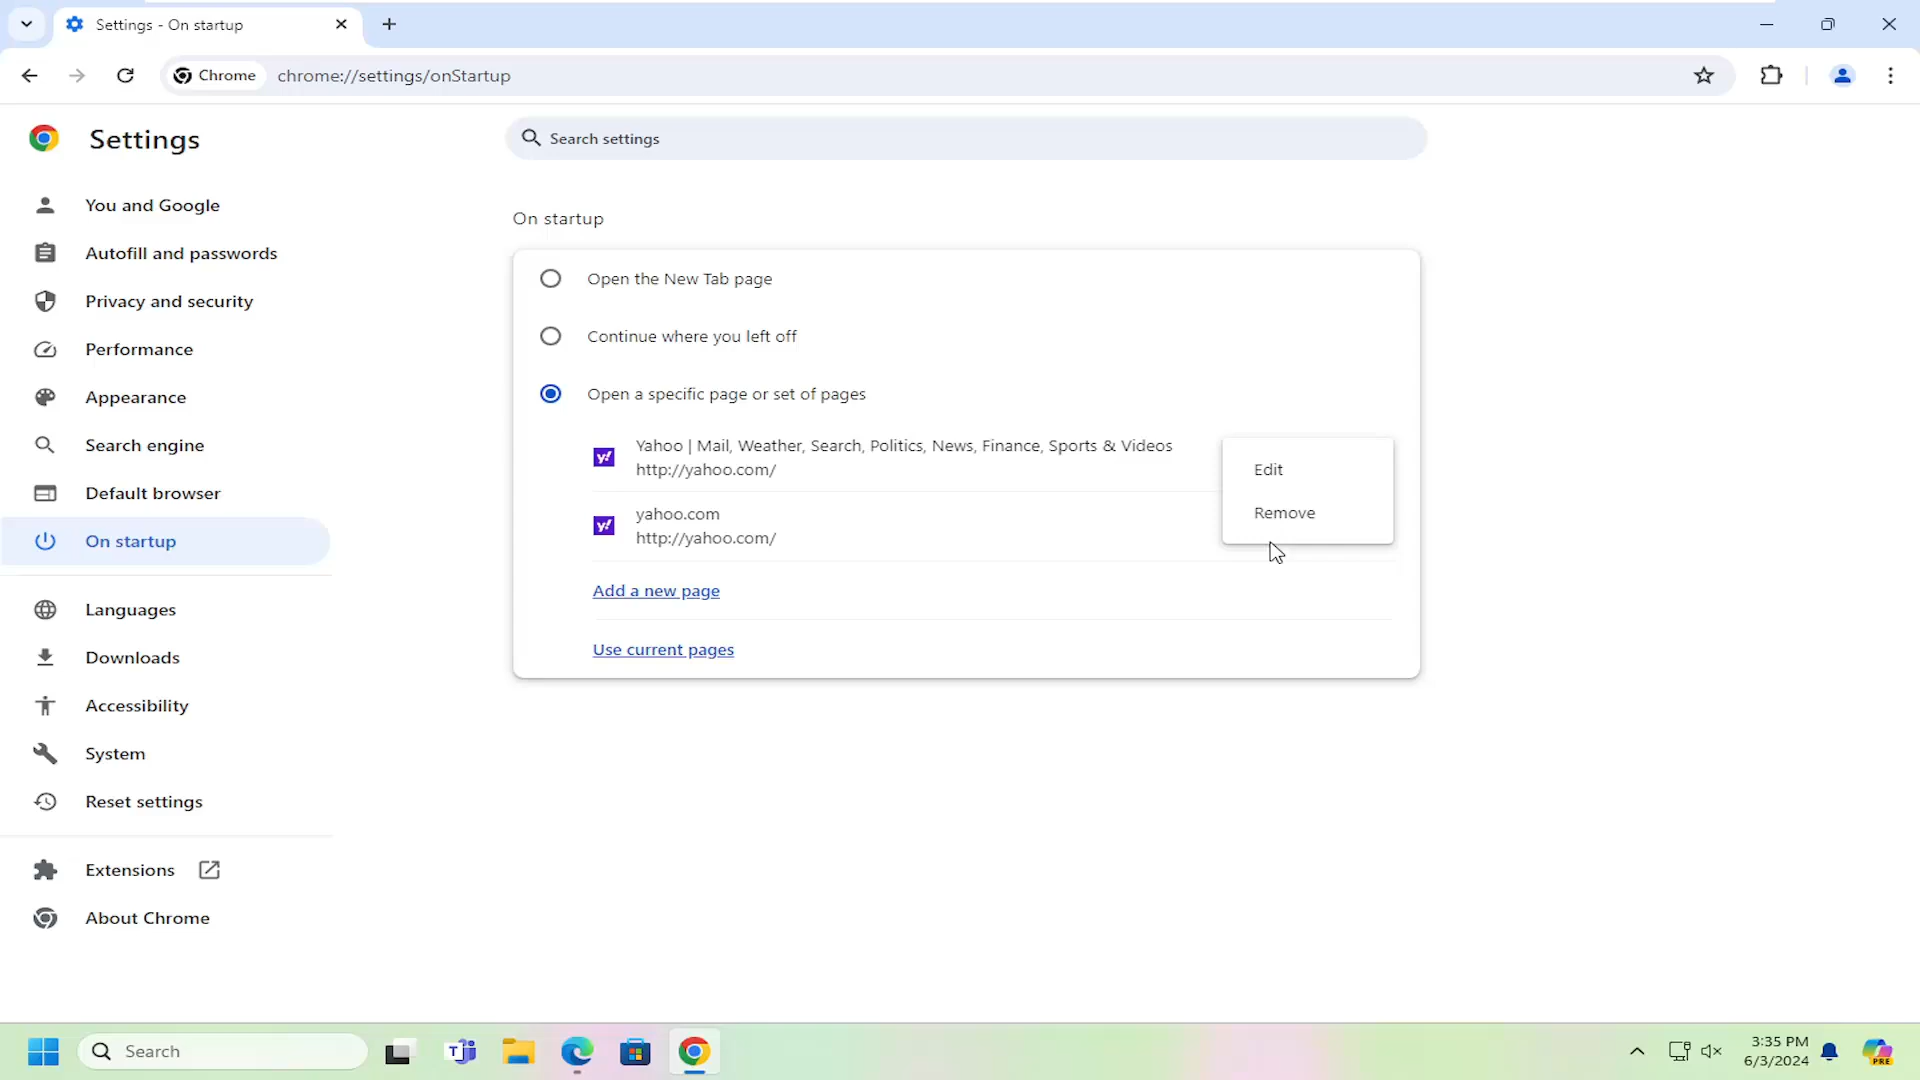 Settings - On startup
Chrome
chrome://settings/onStartup
Settings
Search settings
You and Google
Autofill and passwords
Privacy and security
Performance
Appearance
Search engine
Default browser
On startup
Languages
Downloads
Accessibility
System
Reset settings
Extensions
About Chrome
On startup
Open the New Tab page
Continue where you left off
Open a specific page or set of pages
y!
Yahoo | Mail, Weather, Search, Politics, News, Finance, Sports & Videos
http://yahoo.com/
y!
yahoo.com
http://yahoo.com/
Edit
Remove
Add a new page
Use current pages
Search
T
PRE
3:35 PM
6/3/2024